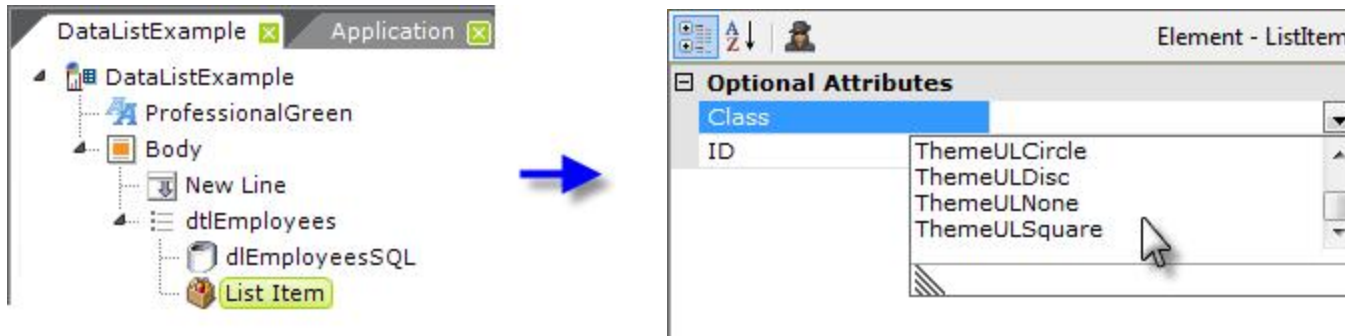 DataListExample Application
DataListExample
ProfessionalGreen
Body
New Line
dtlEmployees
dlEmployeesSQL
List Item
A Z Element - ListItem
Optional Attributes
Class
ID
ThemeULCircle
ThemeULDisc
ThemeULNone
ThemeULSquare